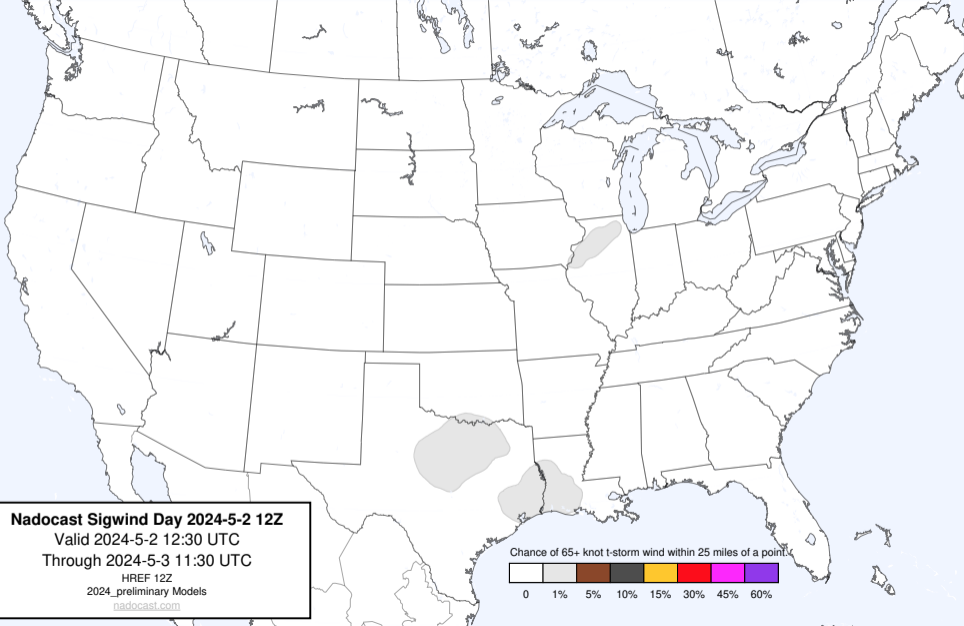 Nadocast Sigwind Day 2024-5-2 12Z
Valid 2024-5-2 12:30 UTC
Through 2024-5-3 11:30 UTC
HREF 12Z
2024_preliminary Models
nadocast.com
Chance of 65+ knot t-storm wind within 25 miles of a point.
0 1% 5% 10% 15% 30% 45% 60%